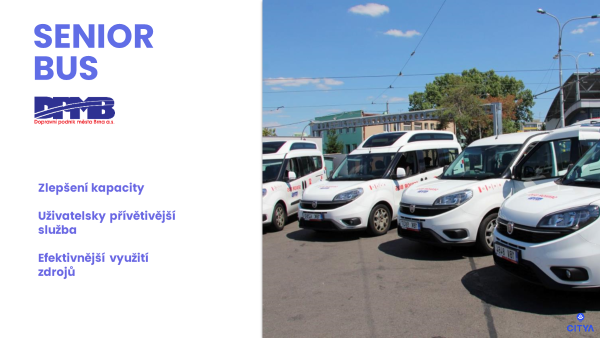 SENIOR
BUS
DPMB
Dopravní podnik města Brna a.s.
Zlepšení kapacity
Uživatelsky přívětivější
služba
Efektivnější využití
zdrojů
CITYA